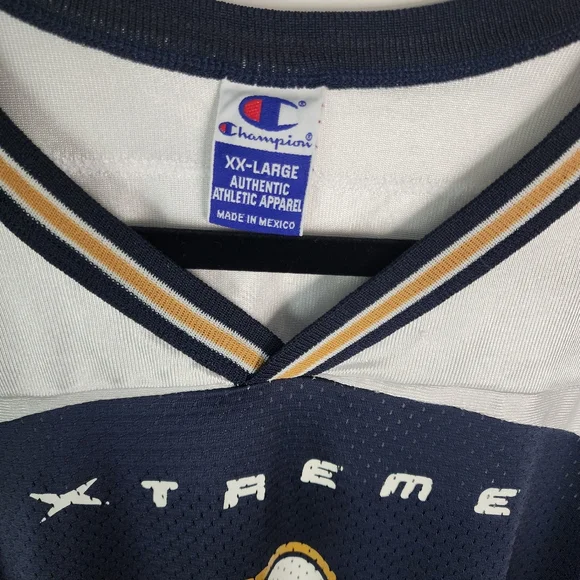 Champion
XX-LARGE
AUTHENTIC
ATHLETIC APPAREL
MADE IN MEXICO
XTREME